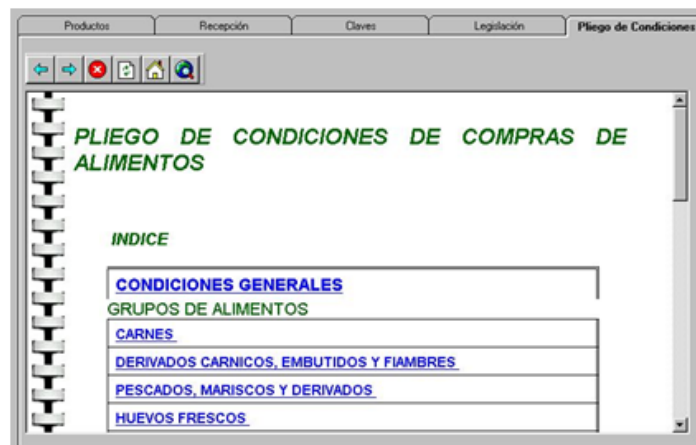 Productos
Recepción
Claves
Legislación
Pliego de Condiciones
PLIEGO DE CONDICIONES DE COMPRAS DE
ALIMENTOS
INDICE
CONDICIONES GENERALES
GRUPOS DE ALIMENTOS
CARNES
DERIVADOS CARNICOS, EMBUTIDOS Y FIAMBRES
PESCADOS, MARISCOS Y DERIVADOS
HUEVOS FRESCOS